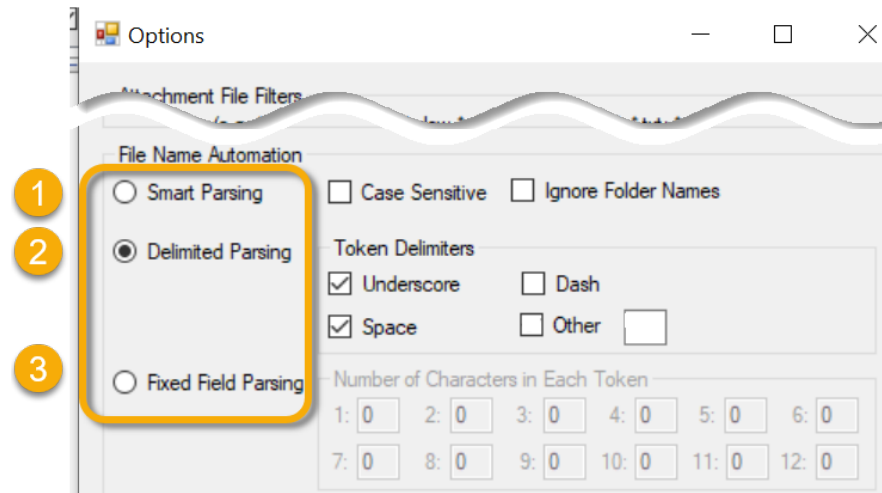 Options
Attachment File Filters
File Name Automation
1 Smart Parsing Case Sensitive Ignore Folder Names
2 Delimited Parsing Token Delimiters
Underscore Dash
Space Other
3 Fixed Field Parsing Number of Characters in Each Token
1: 0 2: 0 3: 0 4: 0 5: 0 6: 0
7: 0 8: 0 9: 0 10: 0 11: 0 12: 0